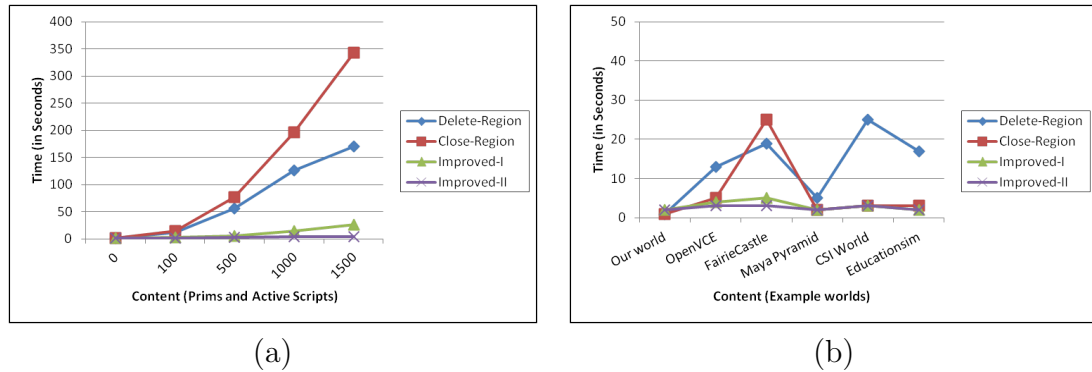 400
350
300
250
200
150
100
50
0
Time (in Seconds)
0
100
500
1000
1500
Content (Prims and Active Scripts)
Delete-Region
Close-Region
Improved-I
Improved-II
(a)
50
40
30
20
10
0
Time (in Seconds)
Our world
OpenVCE
FairieCastle
Maya Pyramid
CSI World
Educationsim
Content (Example worlds)
Delete-Region
Close-Region
Improved-I
Improved-II
(b)